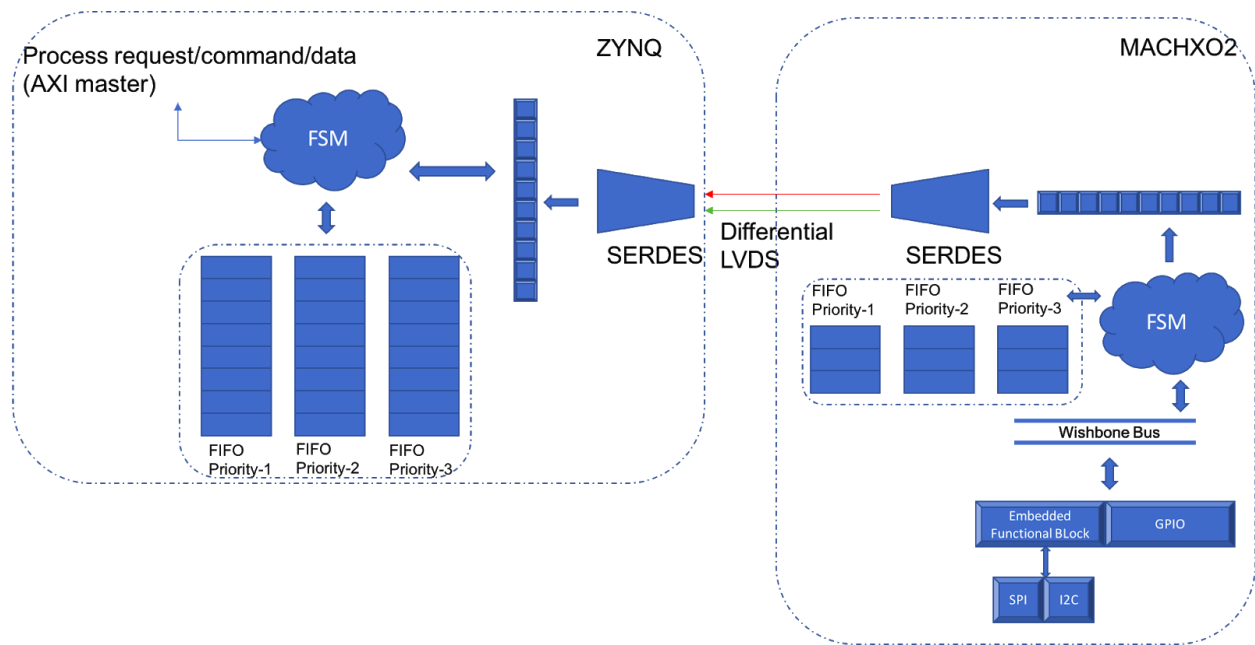 Process request/command/data
(AXI master)
ZYNQ
FSM
SERDES
FIFO
Priority-1
FIFO
Priority-2
FIFO
Priority-3
Differential
LVDS
MACHXO2
SERDES
FIFO
Priority-1
FIFO
Priority-2
FIFO
Priority-3
FSM
Wishbone Bus
Embedded
Functional BLock
GPIO
SPI
I2C